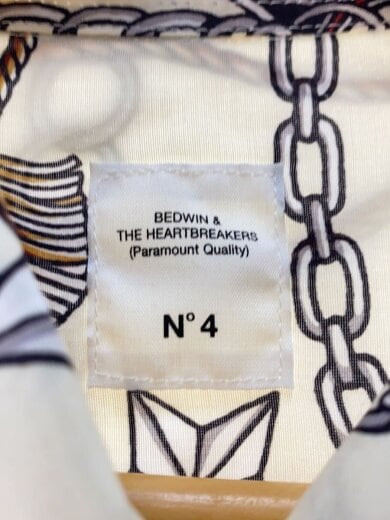 BEDWIN &
THE HEARTBREAKERS
(Paramount Quality)
N° 4